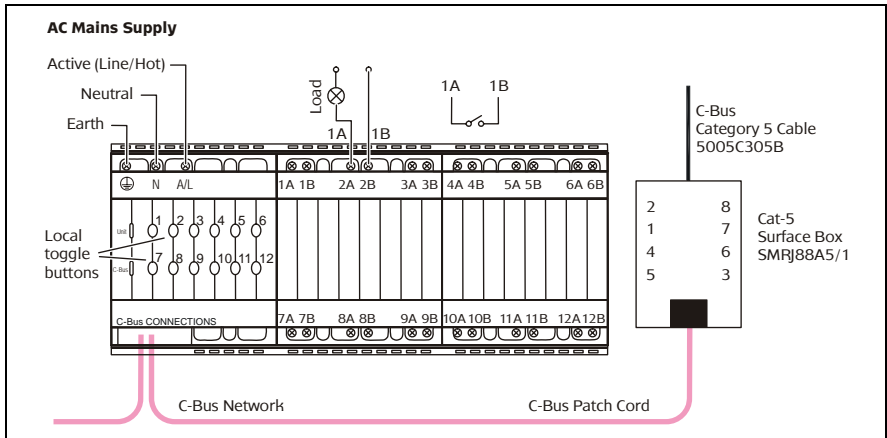 AC Mains Supply
Active (Line/Hot)
Neutral
Earth
Load
1A 1B
1A 1B
C-Bus
Category 5 Cable
5005C305B
N A/L
1A 1B 2A 2B 3A 3B 4A 4B 5A 5B 6A 6B
Unit
1 2 3 4 5 6
Local
toggle
buttons
C-Bus
7 8 9 10 11 12
2 8
1 7
4 6
5 3
Cat-5
Surface Box
SMRJ88A5/1
C-Bus CONNECTIONS
7A 7B 8A 8B 9A 9B 10A 10B 11A 11B 12A 12B
C-Bus Network
C-Bus Patch Cord